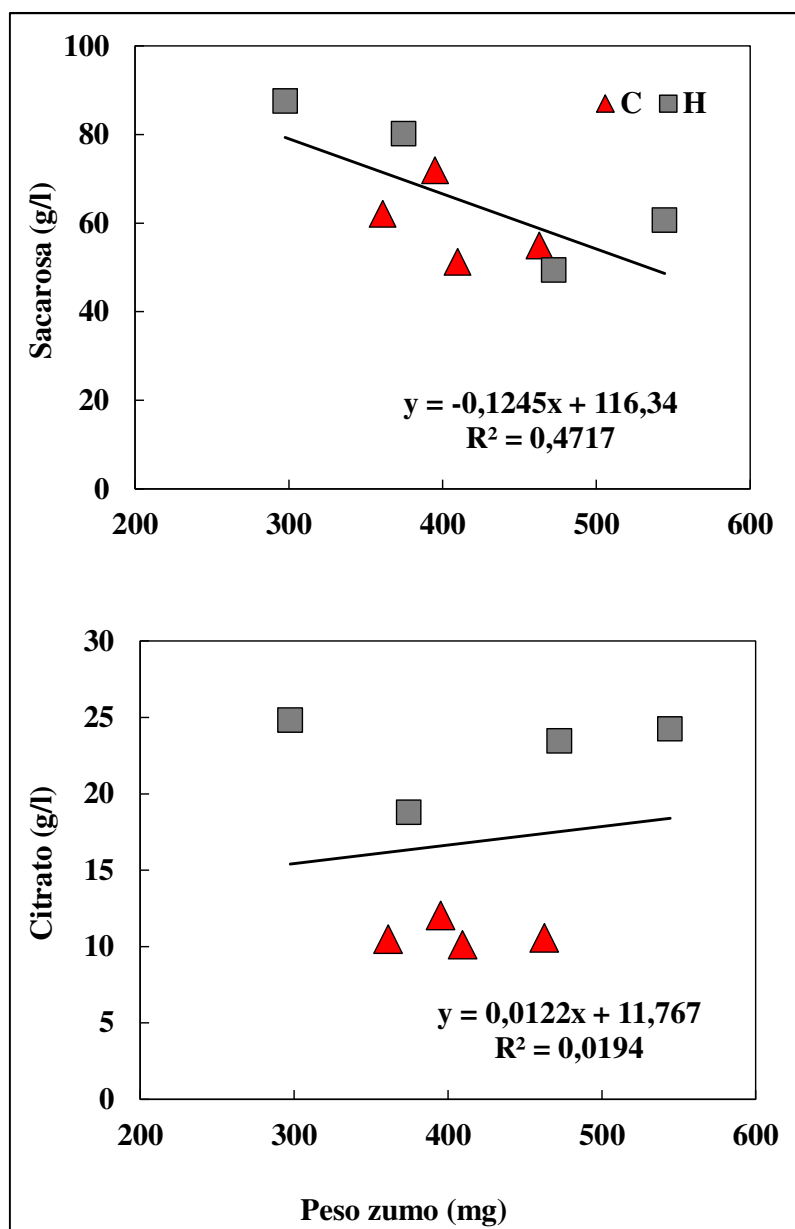 100
80
60
40
20
0
Sacarosa (g/l)
C H
y = -0,1245x + 116,34
R² = 0,4717
200 300 400 500 600
30
25
20
15
10
5
0
Citrato (g/l)
y = 0,0122x + 11,767
R² = 0,0194
200 300 400 500 600
Peso zumo (mg)